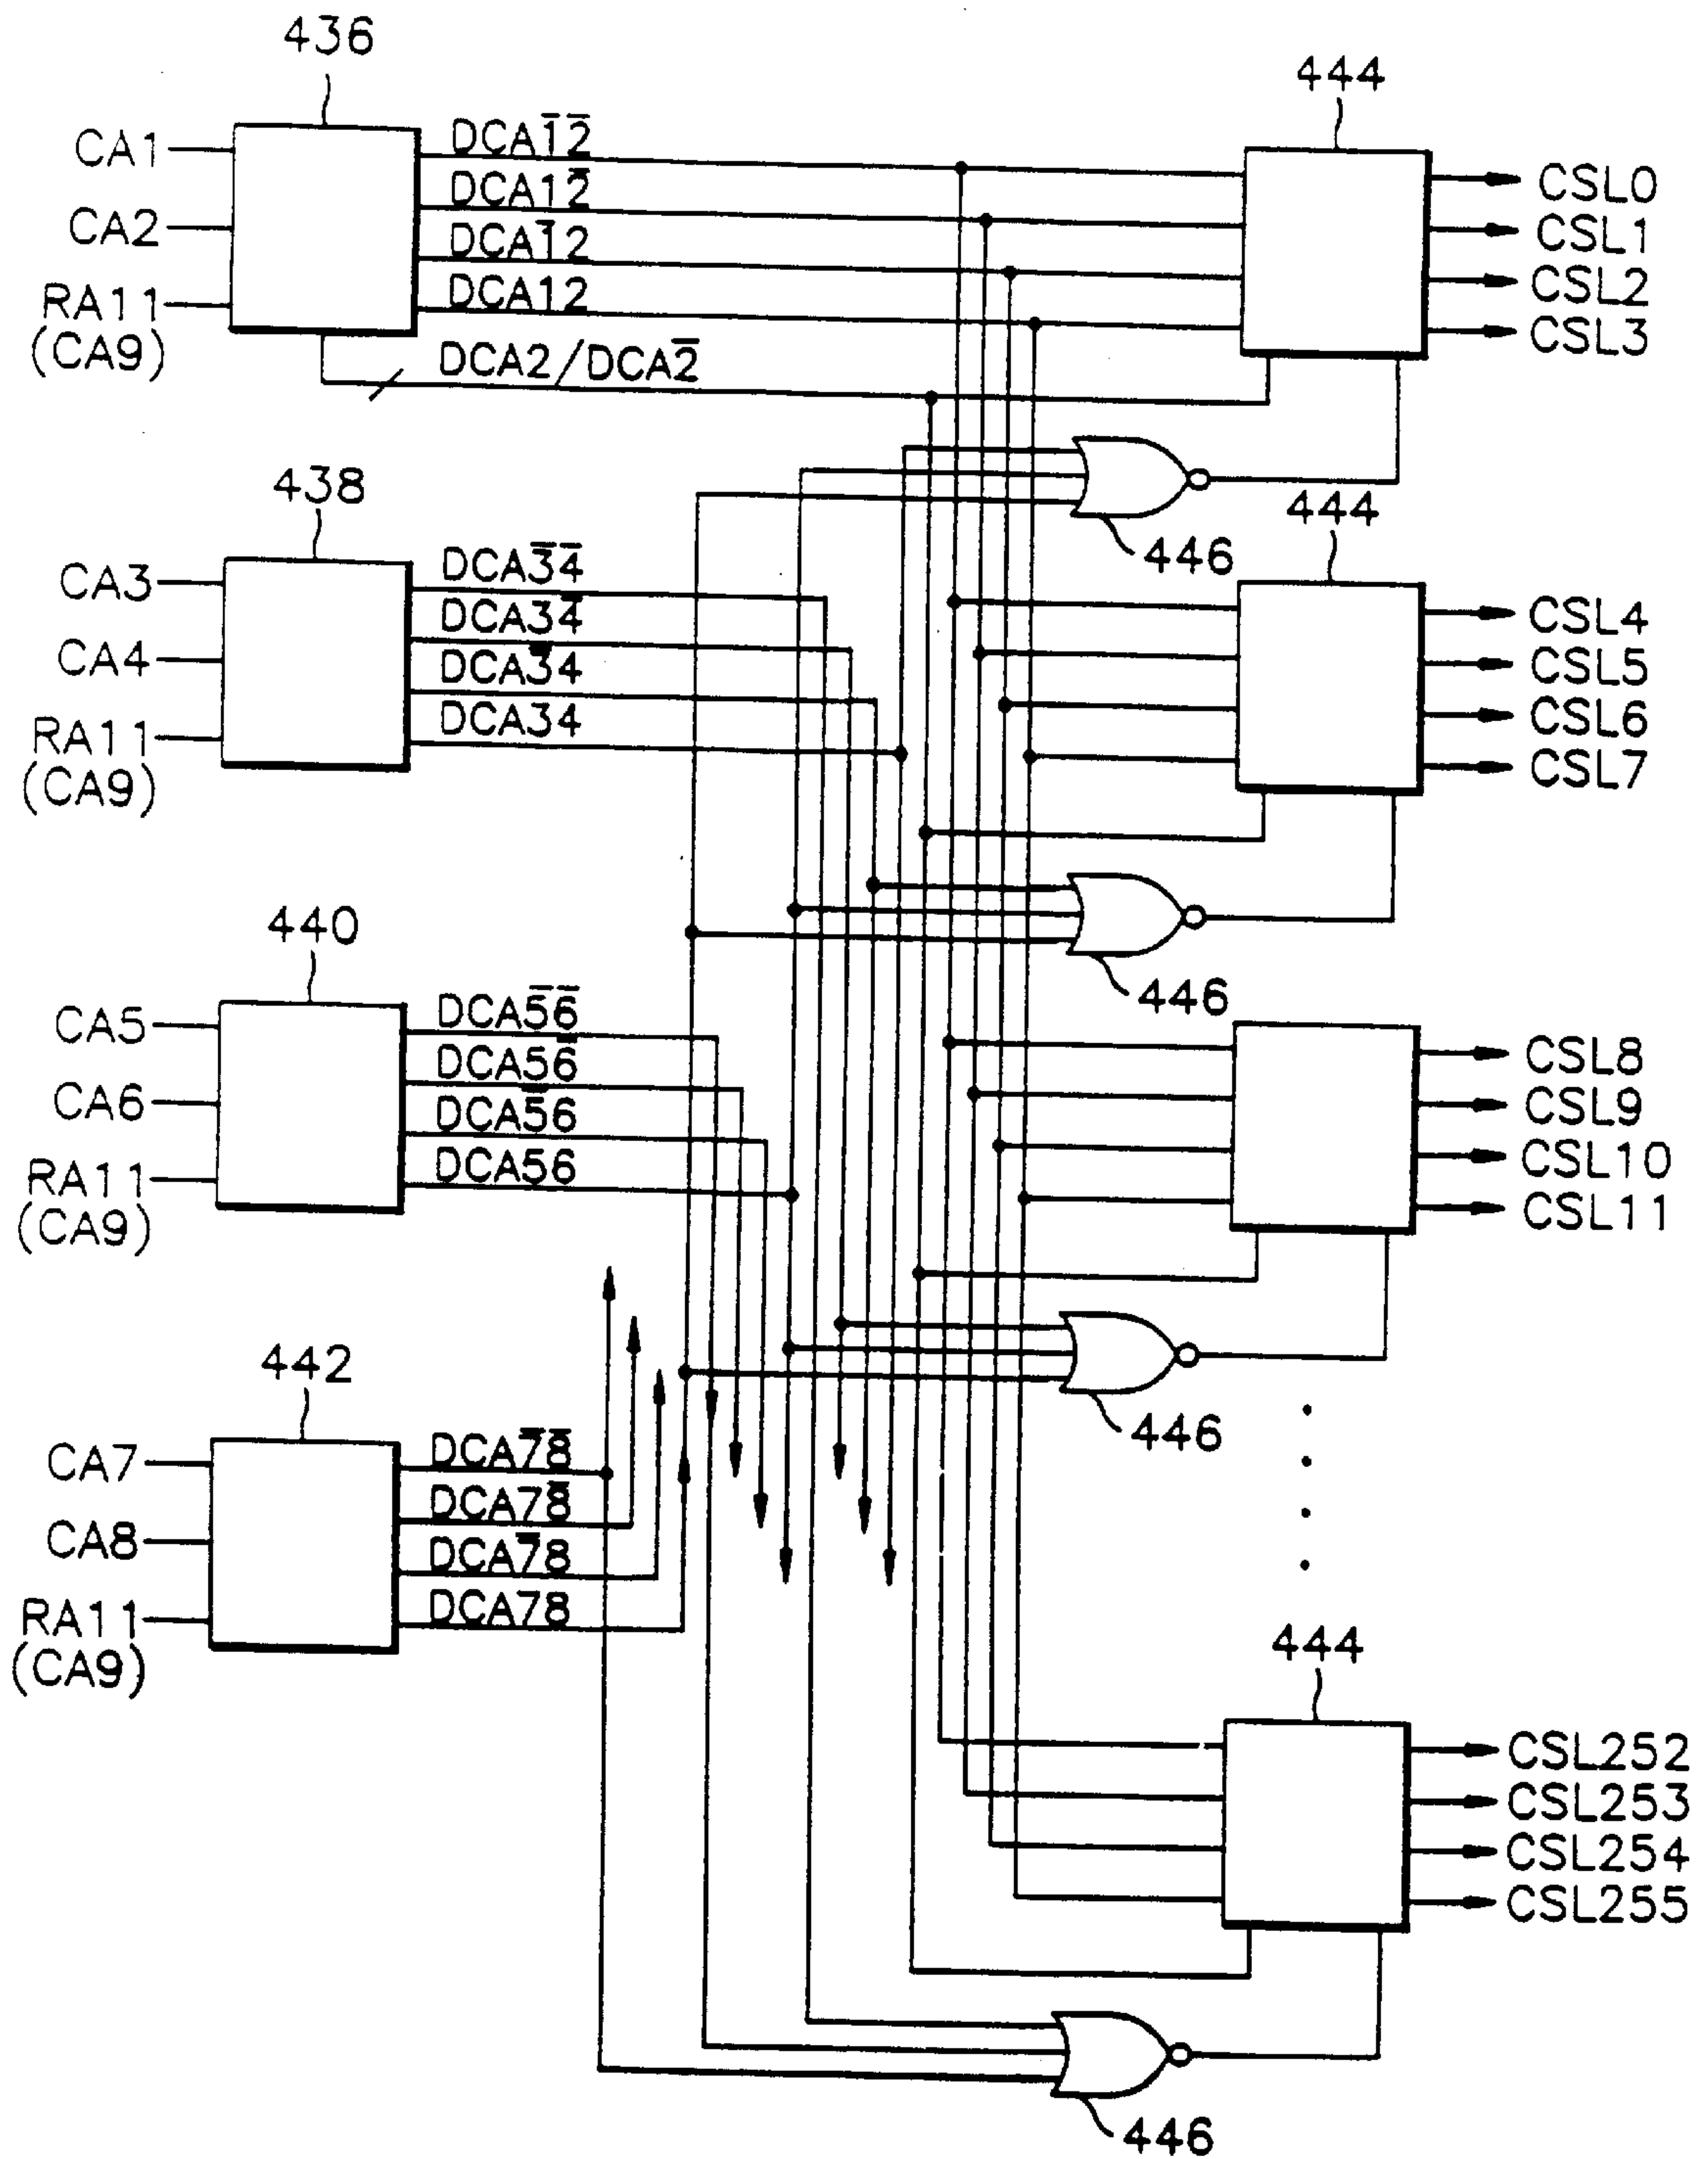 436
444
CA1
CA2
RA11
(CA9)
DCA1̅2̅
DCA12̅
DCA1̅2
DCA12
DCA2/DCA2̅
CSL0
CSL1
CSL2
CSL3
446
438
444
CA3
CA4
RA11
(CA9)
DCA3̅4̅
DCA34̅
DCA3̅4
DCA34
CSL4
CSL5
CSL6
CSL7
446
440
CA5
CA6
RA11
(CA9)
DCA5̅6̅
DCA56̅
DCA5̅6
DCA56
CSL8
CSL9
CSL10
CSL11
446
442
CA7
CA8
RA11
(CA9)
DCA7̅8̅
DCA78̅
DCA7̅8
DCA78
444
CSL252
CSL253
CSL254
CSL255
446